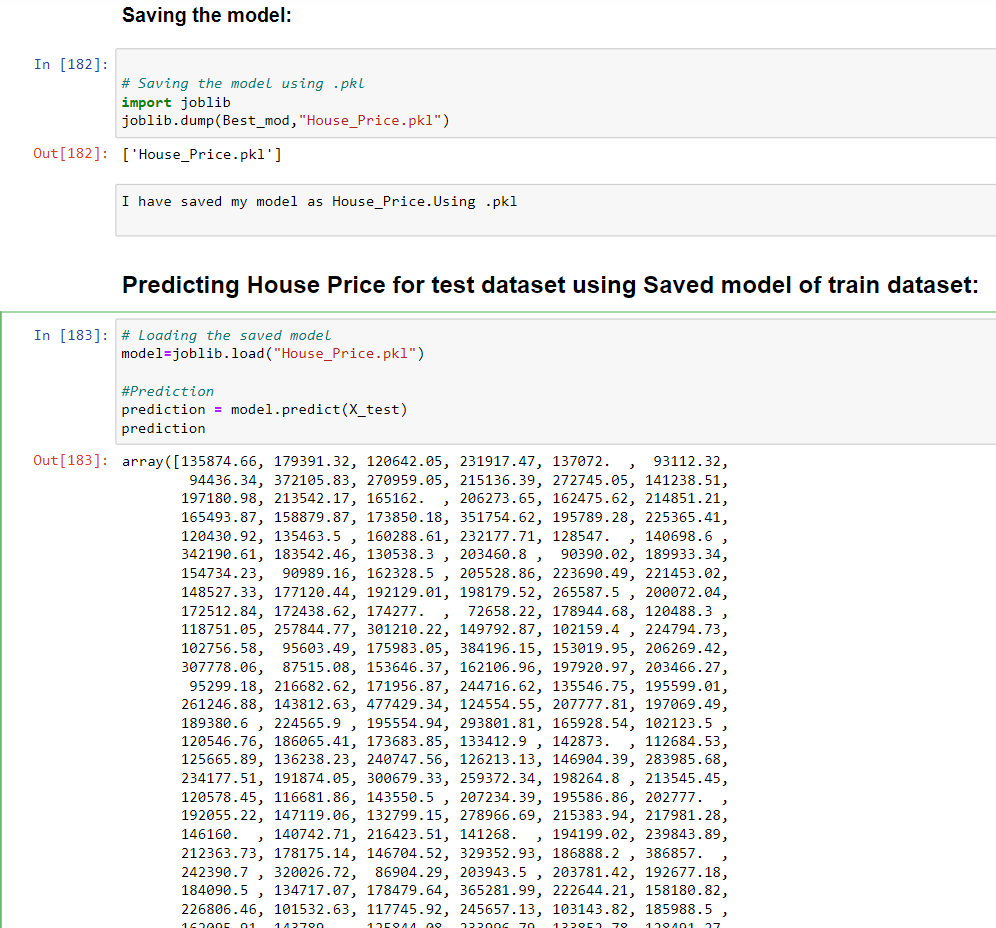 Saving the model:
In [182]:
# Saving the model using .pkl
import joblib
joblib.dump(Best_mod,"House_Price.pkl")
Out[182]: ['House_Price.pkl']
I have saved my model as House_Price.Using .pkl
Predicting House Price for test dataset using Saved model of train dataset:
In [183]: # Loading the saved model
model=joblib.load("House_Price.pkl")
#Prediction
prediction = model.predict(X_test)
prediction
Out[183]: array([135874.66, 179391.32, 120642.05, 231917.47, 137072.  ,  93112.32,
94436.34, 372105.83, 270959.05, 215136.39, 272745.05, 141238.51,
197180.98, 213542.17, 165162.  , 206273.65, 162475.62, 214851.21,
165493.87, 158879.87, 173850.18, 351754.62, 195789.28, 225365.41,
120430.92, 135463.5 , 160288.61, 232177.71, 128547.  , 140698.6 ,
342190.61, 183542.46, 130538.3 , 203460.8 ,  90390.02, 189933.34,
154734.23,  90989.16, 162328.5 , 205528.86, 223690.49, 221453.02,
148527.33, 177120.44, 192129.01, 198179.52, 265587.5 , 200072.04,
172512.84, 172438.62, 174277.  ,  72658.22, 178944.68, 120488.3 ,
118751.05, 257844.77, 301210.22, 149792.87, 102159.4 , 224794.73,
102756.58,  95603.49, 175983.05, 384196.15, 153019.95, 206269.42,
307778.06,  87515.08, 153646.37, 162106.96, 197920.97, 203466.27,
95299.18, 216682.62, 171956.87, 244716.62, 135546.75, 195599.01,
261246.88, 143812.63, 477429.34, 124554.55, 207777.81, 197069.49,
189380.6 , 224565.9 , 195554.94, 293801.81, 165928.54, 102123.5 ,
120546.76, 186065.41, 173683.85, 133412.9 , 142873.  , 112684.53,
125665.89, 136238.23, 240747.56, 126213.13, 146904.39, 283985.68,
234177.51, 191874.05, 300679.33, 259372.34, 198264.8 , 213545.45,
120578.45, 116681.86, 143550.5 , 207234.39, 195586.86, 202777.  ,
192055.22, 147119.06, 132799.15, 278966.69, 215383.94, 217981.28,
146160.  , 140742.71, 216423.51, 141268.  , 194199.02, 239843.89,
212363.73, 178175.14, 146704.52, 329352.93, 186888.2 , 386857.  ,
242390.7 , 320026.72,  86904.29, 203943.5 , 203781.42, 192677.18,
184090.5 , 134717.07, 178479.64, 365281.99, 222644.21, 158180.82,
226806.46, 101532.63, 117745.92, 245657.13, 103143.82, 185988.5 ,